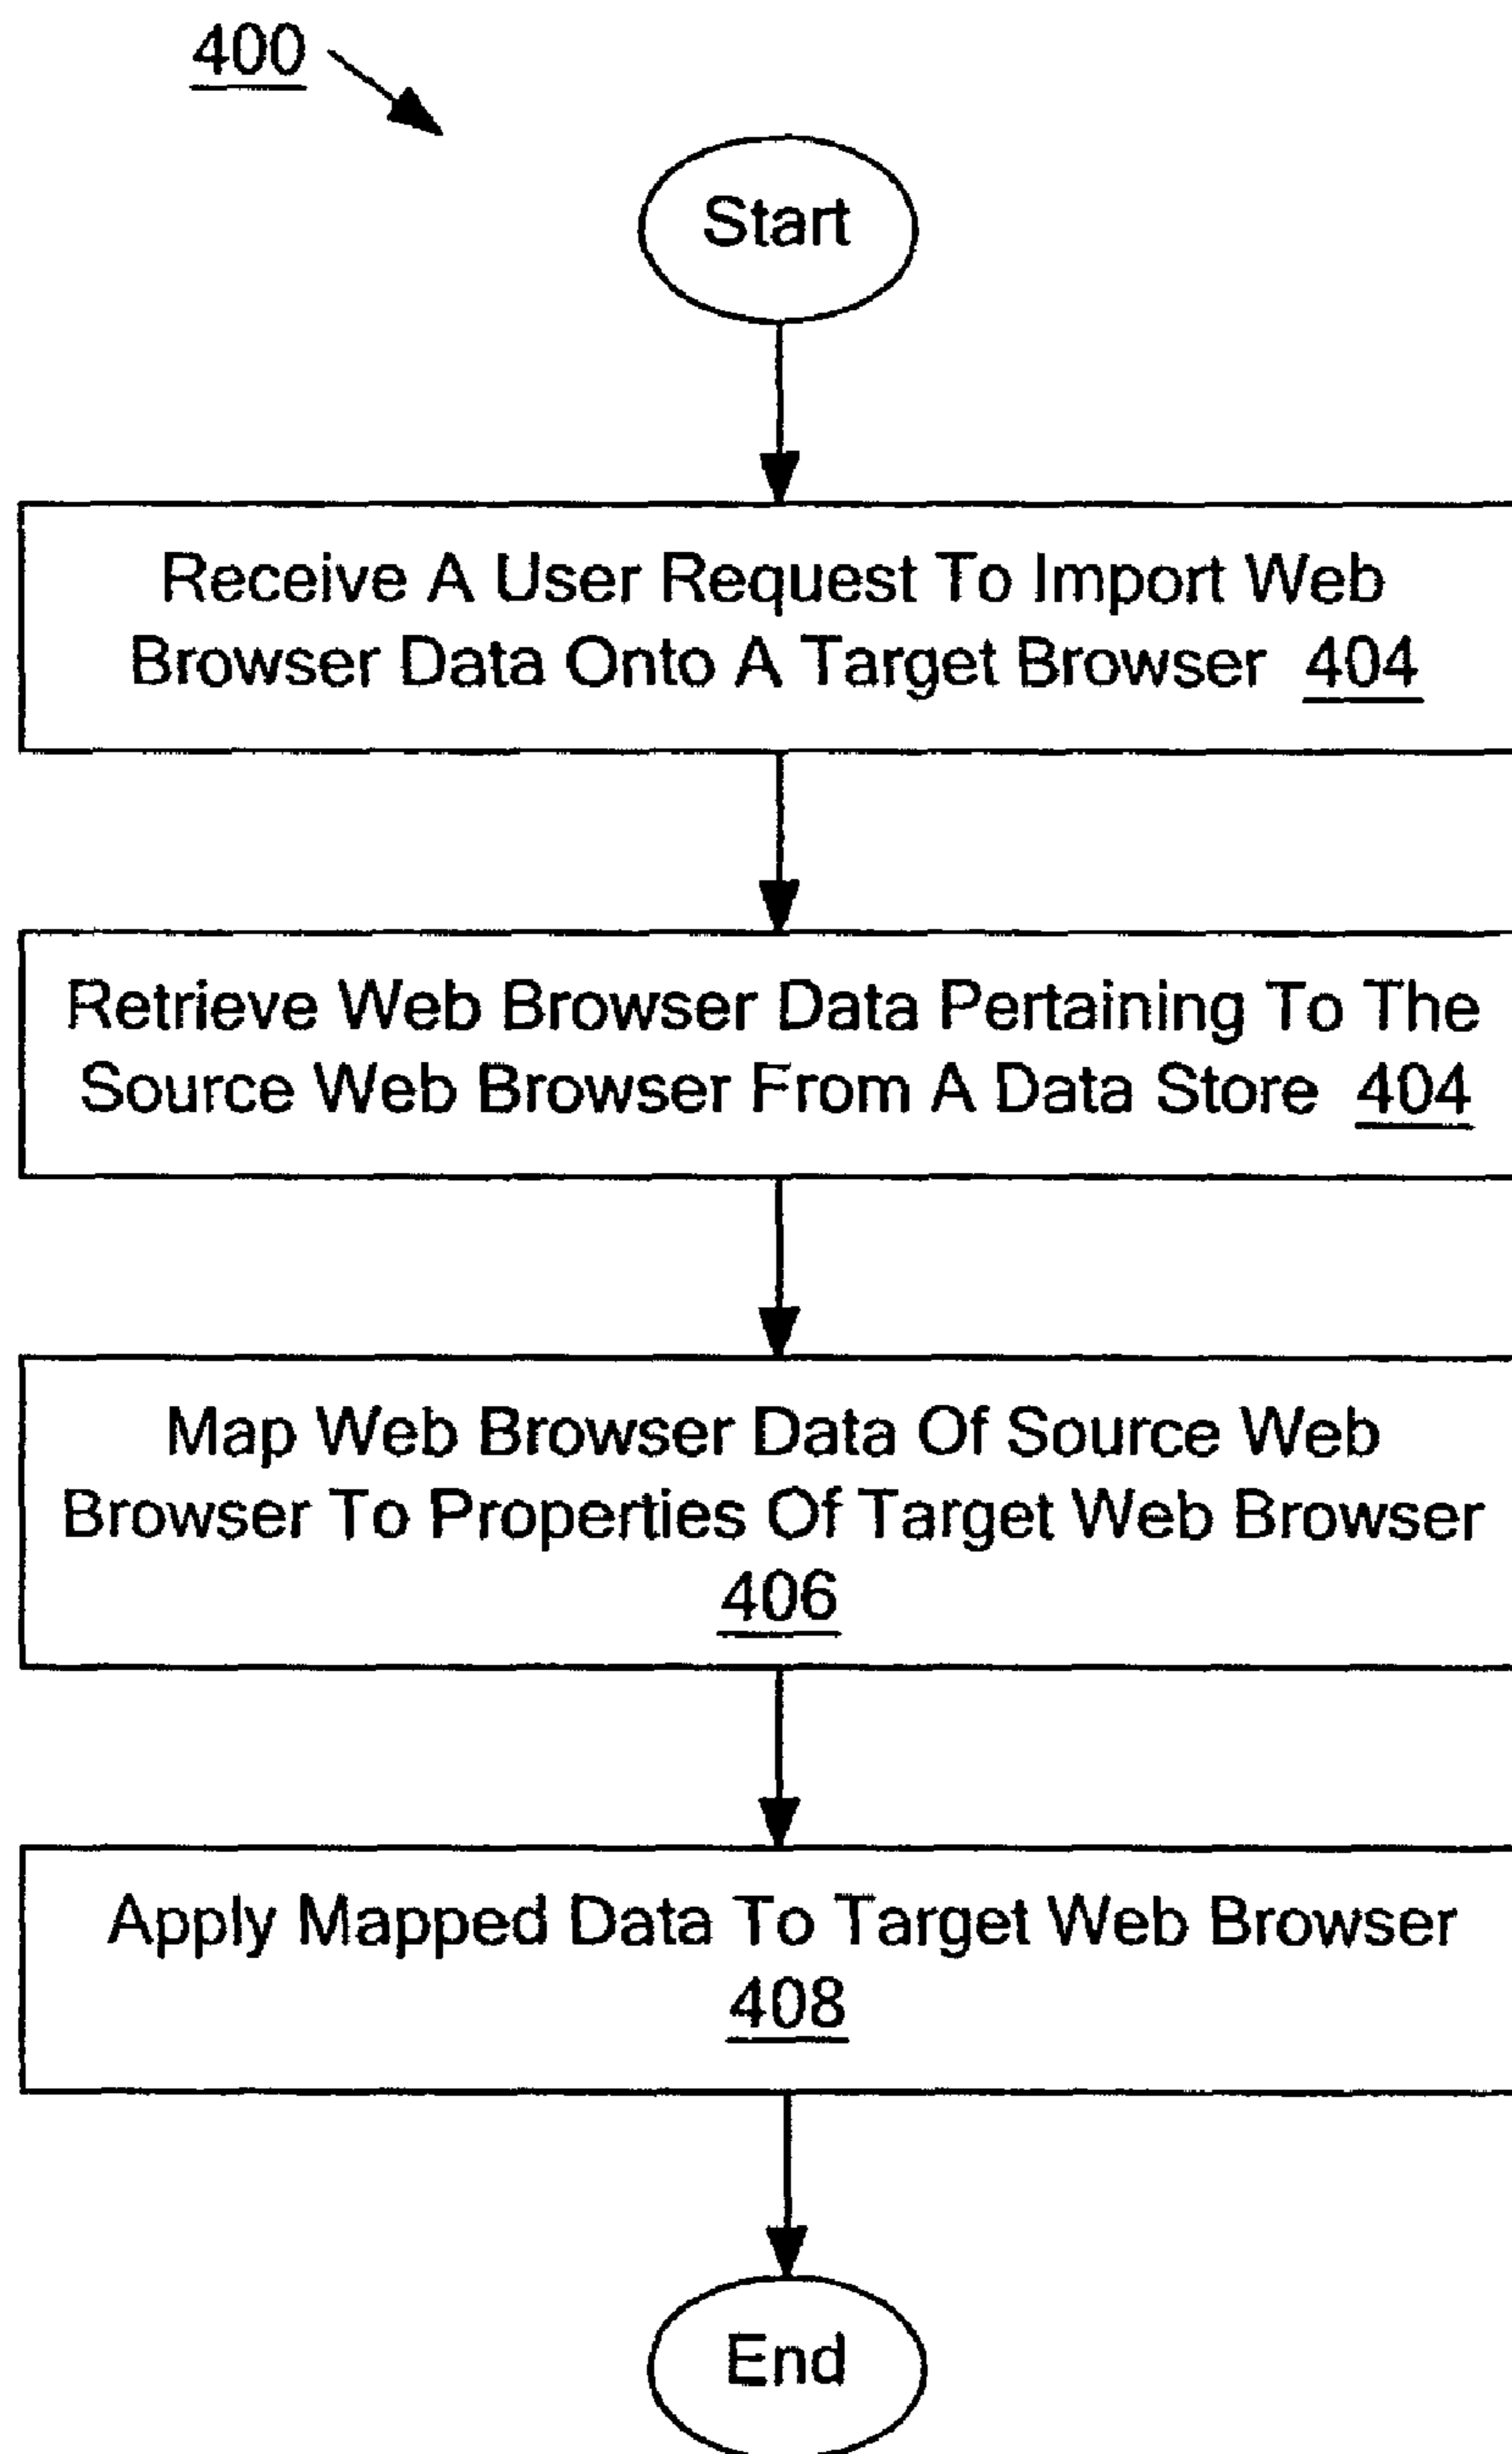 400
Start
Receive A User Request To Import Web
Browser Data Onto A Target Browser 404
Retrieve Web Browser Data Pertaining To The
Source Web Browser From A Data Store 404
Map Web Browser Data Of Source Web
Browser To Properties Of Target Web Browser
406
Apply Mapped Data To Target Web Browser
408
End